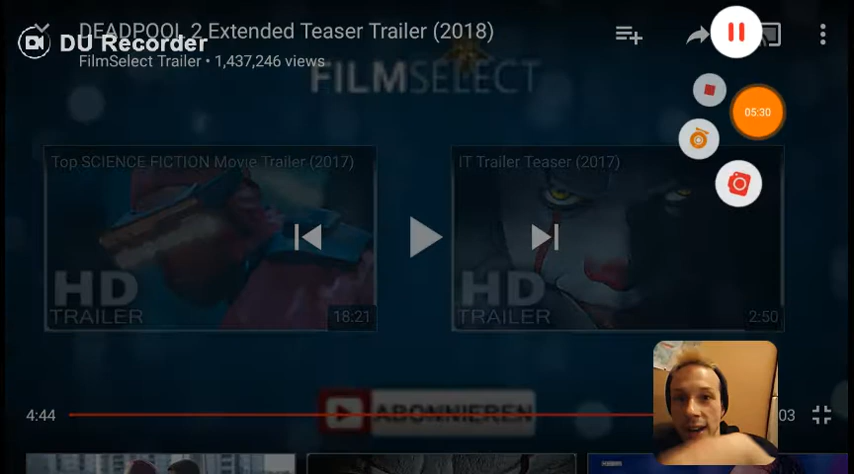 DEADPOOL 2 Extended Teaser Trailer (2018)
DU Recorder
FilmSelect Trailer • 1,437,246 views
FILMSELECT
05:30
Top SCIENCE FICTION Movie Trailer (2017)
IT Trailer Teaser (2017)
HD
TRAILER
18:21
HD
TRAILER
2:50
4:44
ABONNIEREN
03